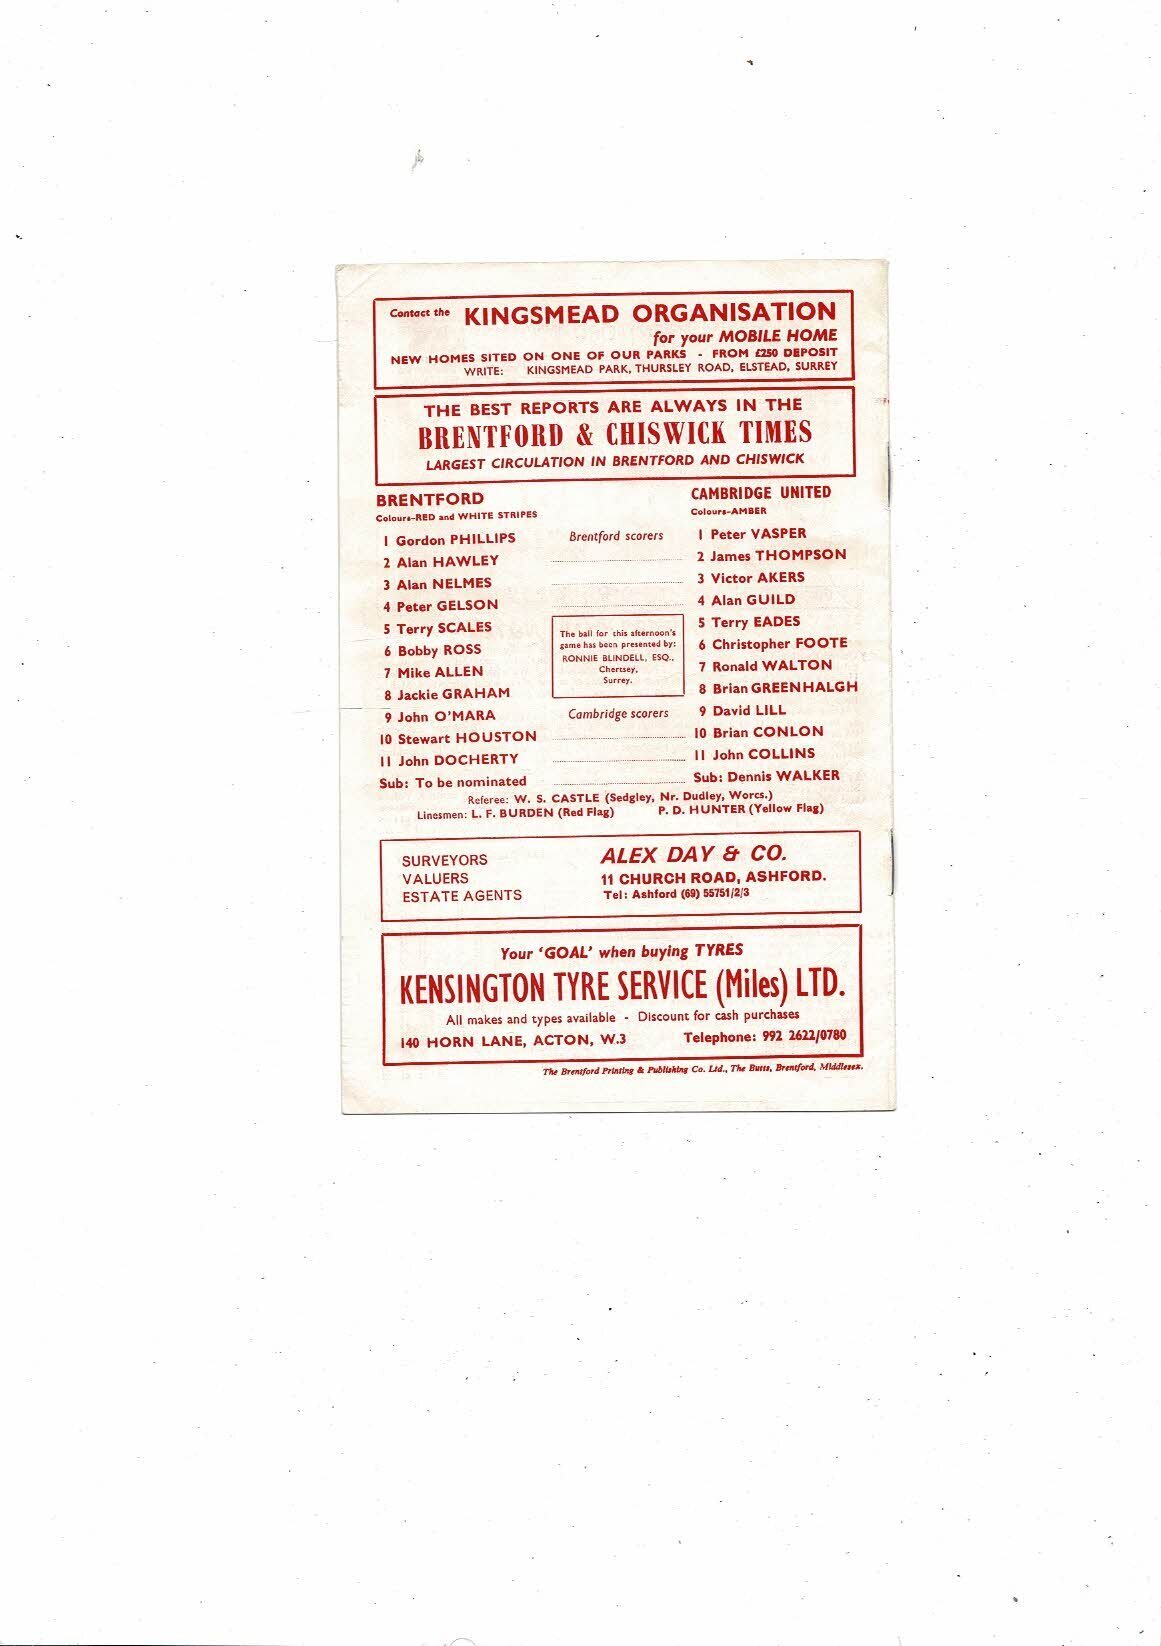 Contact the KINGSMEAD ORGANISATION
for your MOBILE HOME
NEW HOMES SITED ON ONE OF OUR PARKS - FROM £250 DEPOSIT
WRITE: KINGSMEAD PARK, THURSLEY ROAD, ELSTEAD, SURREY
THE BEST REPORTS ARE ALWAYS IN THE
BRENTFORD & CHISWICK TIMES
LARGEST CIRCULATION IN BRENTFORD AND CHISWICK
BRENTFORD
Colours-RED and WHITE STRIPES
1 Gordon PHILLIPS
2 Alan HAWLEY
3 Alan NELMES
4 Peter GELSON
5 Terry SCALES
6 Bobby ROSS
7 Mike ALLEN
8 Jackie GRAHAM
9 John O'MARA
10 Stewart HOUSTON
11 John DOCHERTY
Sub: To be nominated
Brentford scorers
The ball for this afternoon's
game has been presented by:
RONNIE BLINDELL, ESQ.,
Chertsey,
Surrey.
Cambridge scorers
CAMBRIDGE UNITED
Colours-AMBER
1 Peter VASPER
2 James THOMPSON
3 Victor AKERS
4 Alan GUILD
5 Terry EADES
6 Christopher FOOTE
7 Ronald WALTON
8 Brian GREENHALGH
9 David LILL
10 Brian CONLON
11 John COLLINS
Sub: Dennis WALKER
Referee: W. S. CASTLE (Sedgley, Nr. Dudley, Worcs.)
Linesmen: L. F. BURDEN (Red Flag) P. D. HUNTER (Yellow Flag)
SURVEYORS
VALUERS
ESTATE AGENTS
ALEX DAY & CO.
11 CHURCH ROAD, ASHFORD.
Tel: Ashford (69) 55751/2/3
Your 'GOAL' when buying TYRES
KENSINGTON TYRE SERVICE (Miles) LTD.
All makes and types available - Discount for cash purchases
140 HORN LANE, ACTON, W.3 Telephone: 992 2622/0780
The Brentford Printing & Publishing Co. Ltd., The Butts, Brentford, Middlesex.